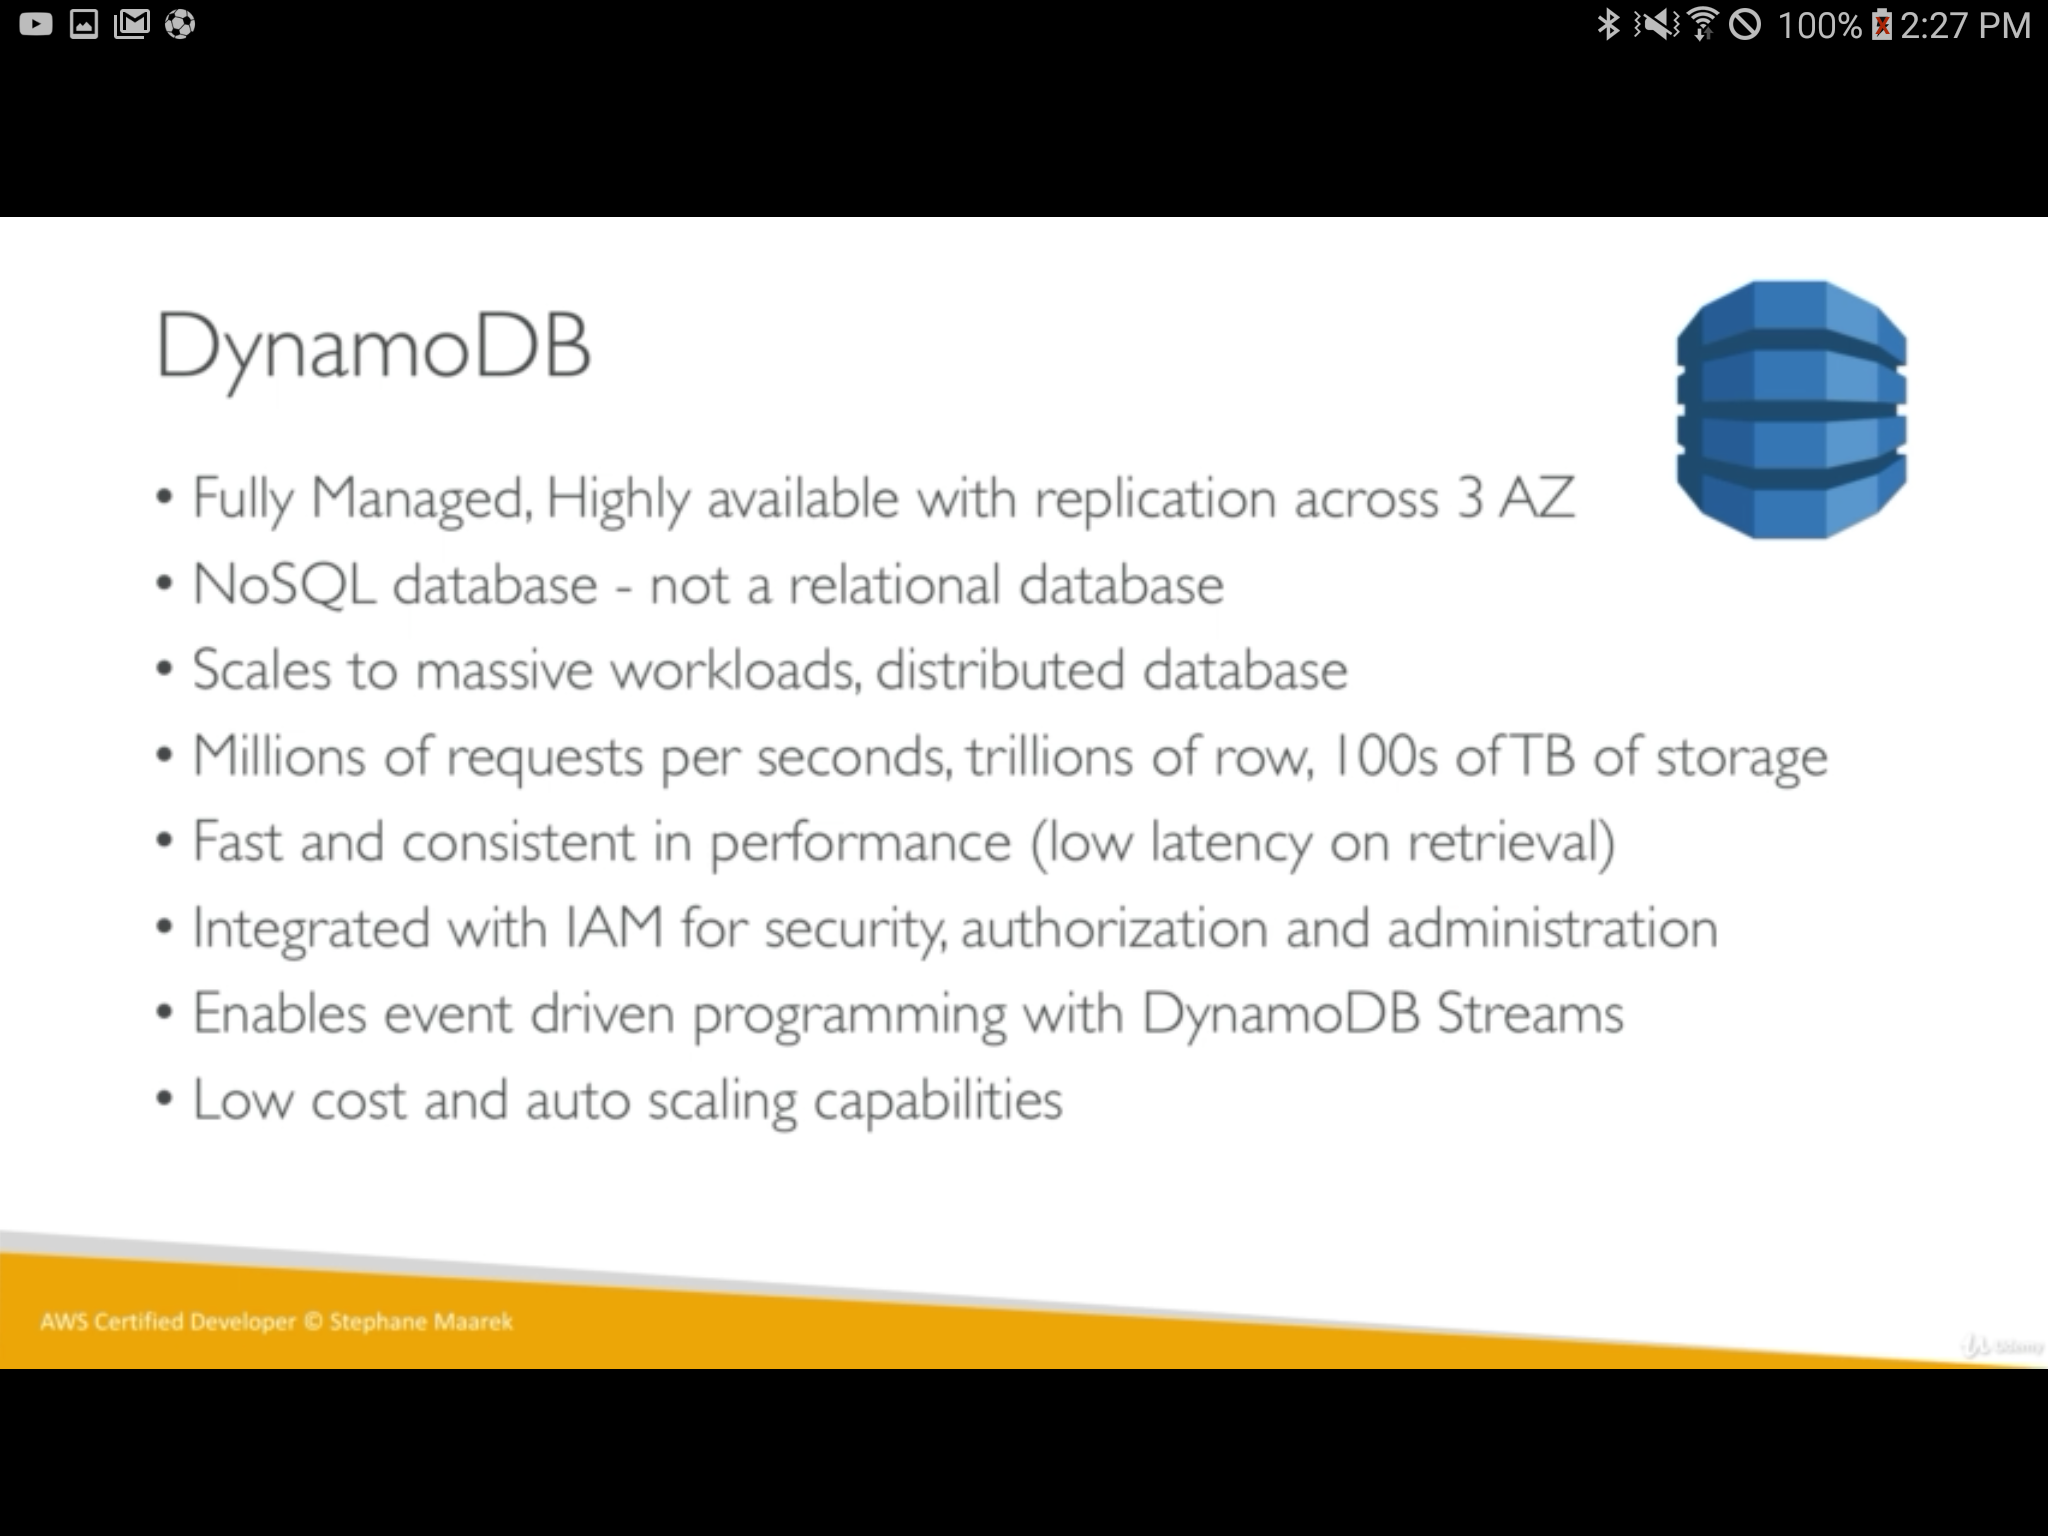 100% 2:27 PM
DynamoDB
• Fully Managed, Highly available with replication across 3 AZ
• NoSQL database - not a relational database
• Scales to massive workloads, distributed database
• Millions of requests per seconds, trillions of row, 100s of TB of storage
• Fast and consistent in performance (low latency on retrieval)
• Integrated with IAM for security, authorization and administration
• Enables event driven programming with DynamoDB Streams
• Low cost and auto scaling capabilities
AWS Certified Developer © Stephane Maarek
Udemy